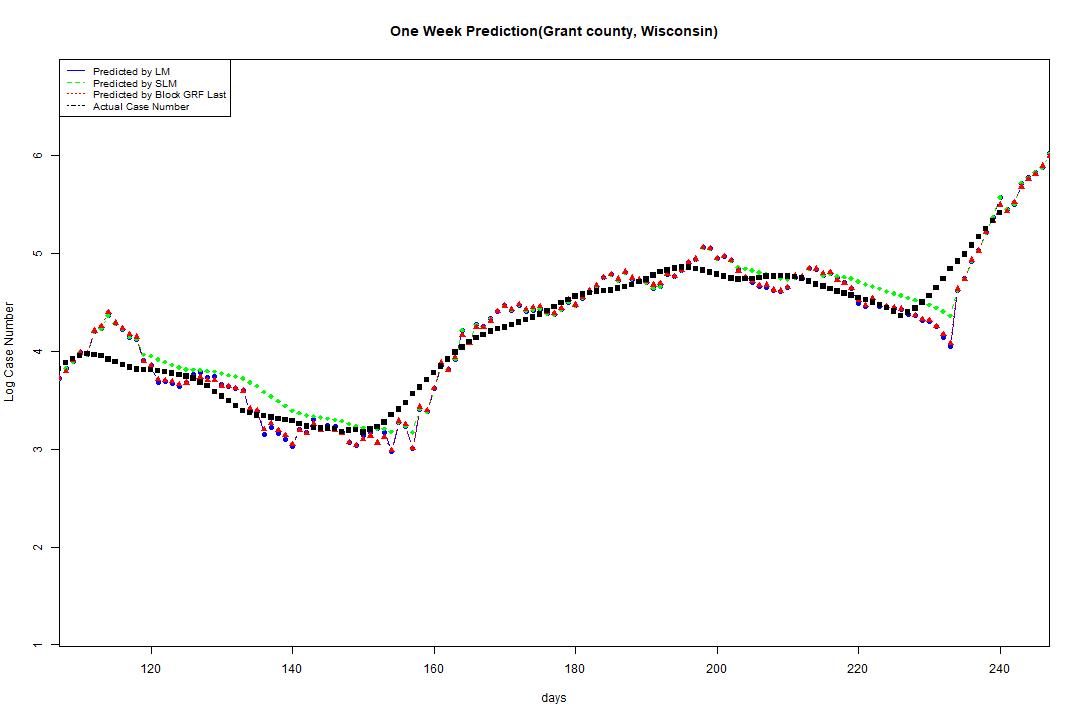 One Week Prediction(Grant county, Wisconsin)
Predicted by LM
Predicted by SLM
Predicted by Block GRF Last
Actual Case Number
6
5
4
3
2
1
Log Case Number
120 140 160 180 200 220 240
days